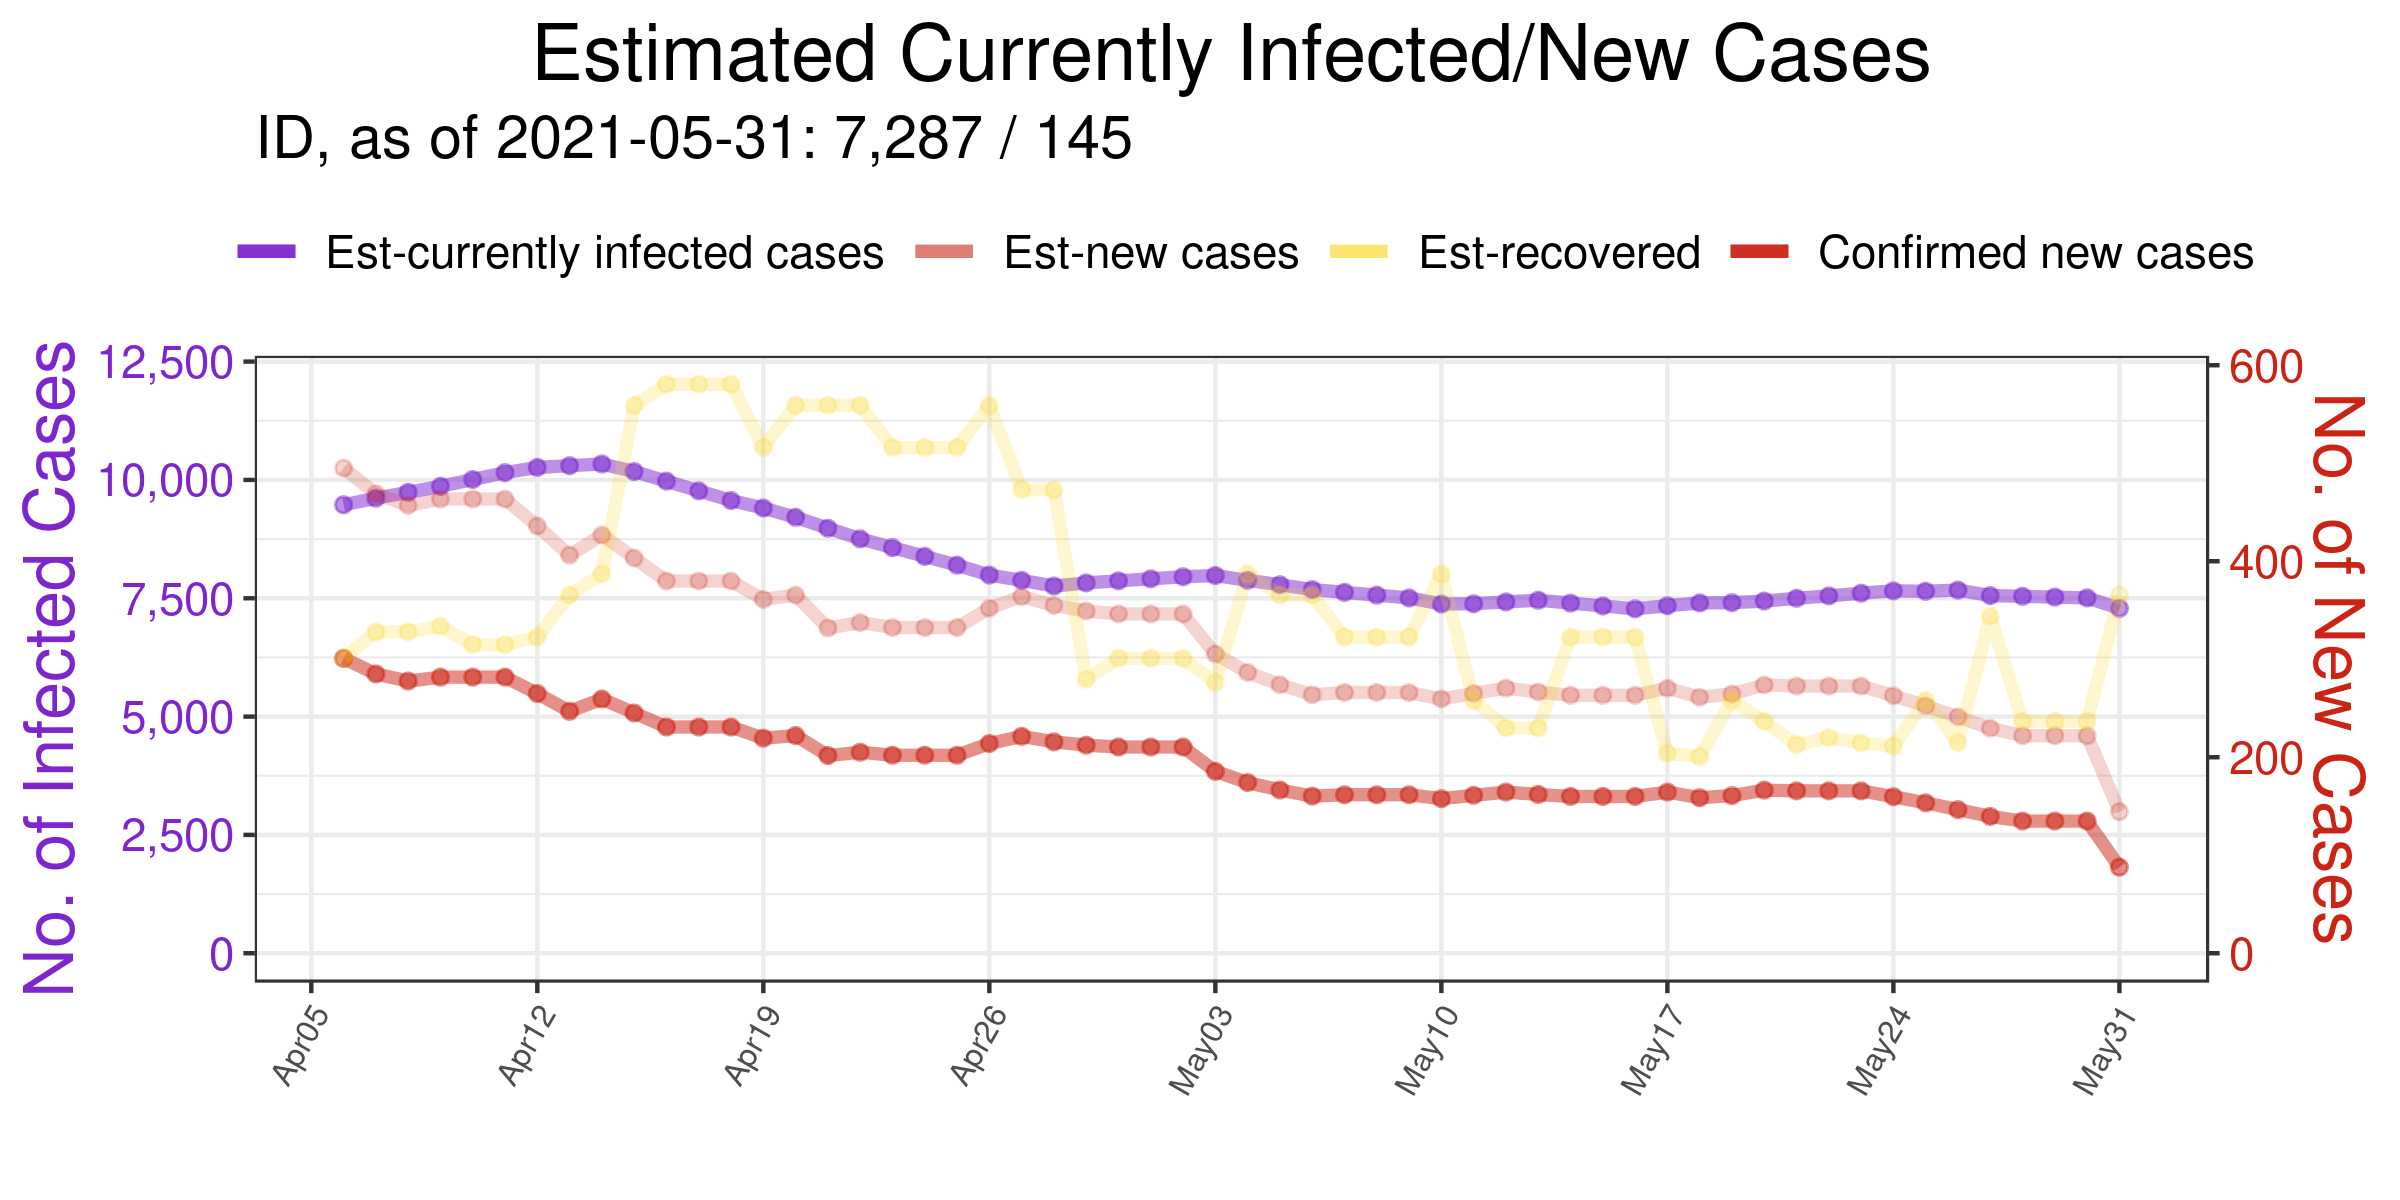 Estimated Currently Infected/New Cases
ID, as of 2021-05-31: 7,287 / 145
Est-currently infected cases Est-new cases Est-recovered Confirmed new cases
No. of Infected Cases
12,500
10,000
7,500
5,000
2,500
0
600
400
200
0
No. of New Cases
Apr05 Apr12 Apr19 Apr26 May03 May10 May17 May24 May31